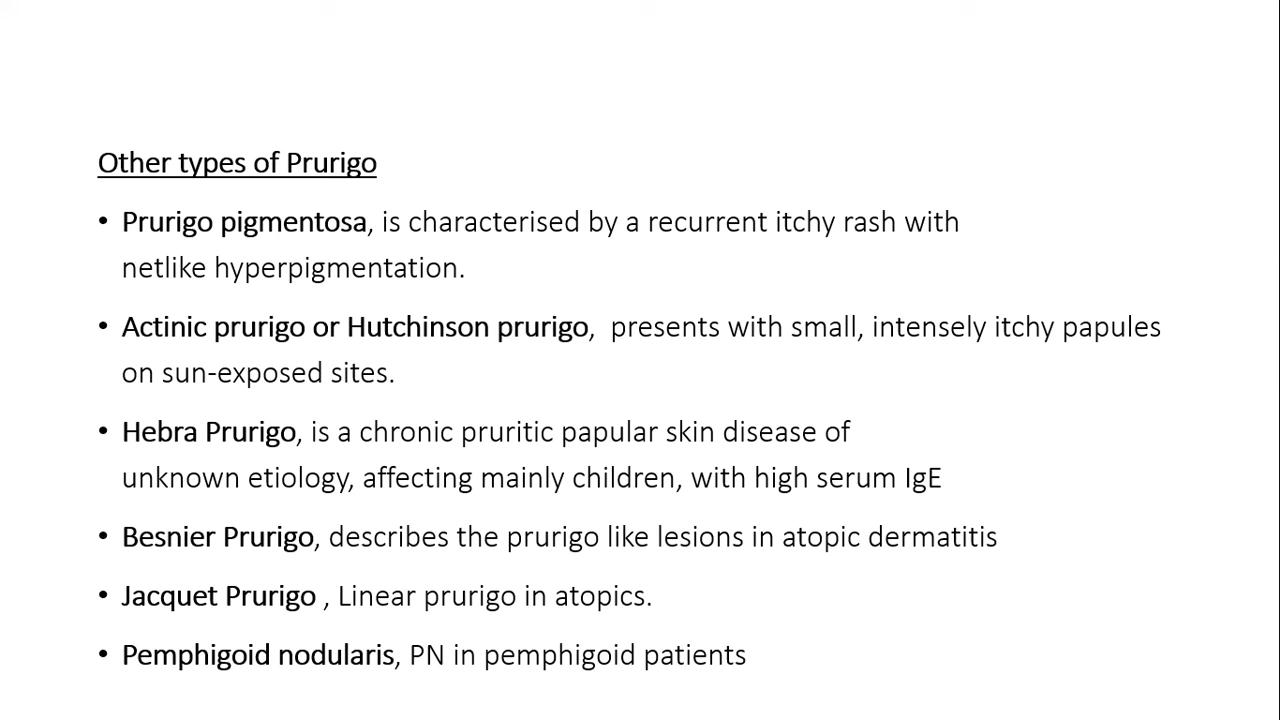 Other types of Prurigo
• Prurigo pigmentosa, is characterised by a recurrent itchy rash with
netlike hyperpigmentation.
• Actinic prurigo or Hutchinson prurigo,  presents with small, intensely itchy papules
on sun-exposed sites.
• Hebra Prurigo, is a chronic pruritic papular skin disease of
unknown etiology, affecting mainly children, with high serum IgE
• Besnier Prurigo, describes the prurigo like lesions in atopic dermatitis
• Jacquet Prurigo , Linear prurigo in atopics.
• Pemphigoid nodularis, PN in pemphigoid patients